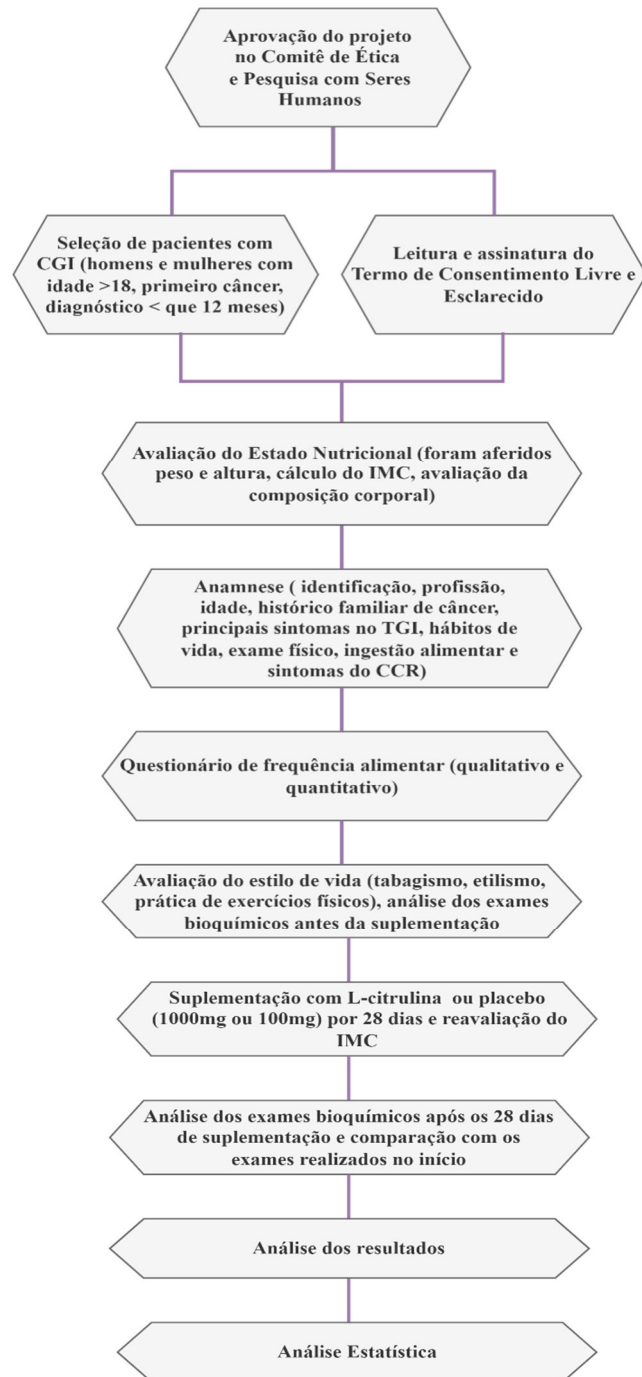 Aprovação do projeto
no Comitê de Ética
e Pesquisa com Seres
Humanos
Seleção de pacientes com
CGI (homens e mulheres com
idade >18, primeiro câncer,
diagnóstico < que 12 meses)
Leitura e assinatura do
Termo de Consentimento Livre e
Esclarecido
Avaliação do Estado Nutricional (foram aferidos
peso e altura, cálculo do IMC, avaliação da
composição corporal)
Anamnese ( identificação, profissão,
idade, histórico familiar de câncer,
principais sintomas no TGI, hábitos de
vida, exame físico, ingestão alimentar e
sintomas do CCR)
Questionário de frequência alimentar (qualitativo e
quantitativo)
Avaliação do estilo de vida (tabagismo, etilismo,
prática de exercícios físicos), análise dos exames
bioquímicos antes da suplementação
Suplementação com L-citrulina ou placebo
(1000mg ou 100mg) por 28 dias e reavaliação do
IMC
Análise dos exames bioquímicos após os 28 dias
de suplementação e comparação com os
exames realizados no início
Análise dos resultados
Análise Estatística